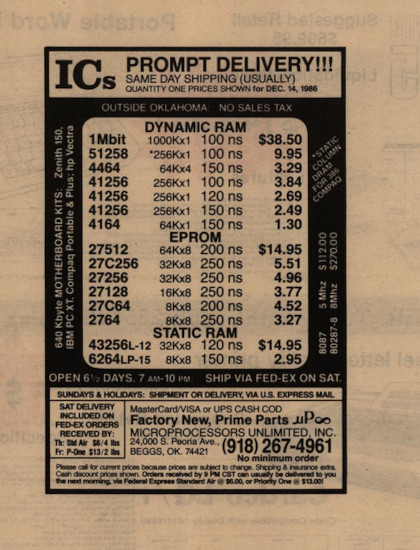 ICs PROMPT DELIVERY!!!
SAME DAY SHIPPING (USUALLY)
QUANTITY ONE PRICES SHOWN for DEC. 14, 1986
OUTSIDE OKLAHOMA: NO SALES TAX
DYNAMIC RAM
1Mbit 1000Kx1 100 ns $38.50
51258 *256Kx1 100 ns 9.95
4464 64Kx4 150 ns 3.29
41256 256Kx1 100 ns 3.84
41256 256Kx1 120 ns 2.69
41256 256Kx1 150 ns 2.49
4164 64Kx1 150 ns 1.30
EPROM
27512 64Kx8 200 ns $14.95
27C256 32Kx8 250 ns 5.51
27256 32Kx8 250 ns 4.96
27128 16Kx8 250 ns 3.77
27C64 8Kx8 200 ns 4.52
2764 8Kx8 250 ns 3.27
STATIC RAM
43256L-12 32Kx8 120 ns $14.95
6264LP-15 8Kx8 150 ns 2.95
640 Kbyte MOTHERBOARD KITS: Zenith 150,
IBM PC XT, Compaq Portable & Plus; hp Vectra
*STATIC
COLUMN
DRAM
FOR 386
COMPAQ
8087 5 Mhz $112.00
80287-8 8Mhz $270.00
OPEN 6½ DAYS, 7 AM-10 PM: SHIP VIA FED-EX ON SAT.
SUNDAYS & HOLIDAYS: SHIPMENT OR DELIVERY, VIA U.S. EXPRESS MAIL
SAT DELIVERY
INCLUDED ON
FED-EX ORDERS
RECEIVED BY:
Th: Std Air $6/4 lbs
Fr: P-One $13/2 lbs
MasterCard/VISA or UPS CASH COD
Factory New, Prime Parts µP∞
MICROPROCESSORS UNLIMITED, INC.
24,000 S. Peoria Ave.,
BEGGS, OK. 74421
(918) 267-4961
No minimum order
Please call for current prices because prices are subject to change. Shipping & insurance extra.
Cash discount prices shown. Orders received by 9 PM CST can usually be delivered to you
the next morning, via Federal Express Standard Air @ $6.00, or Priority One @ $13.00!